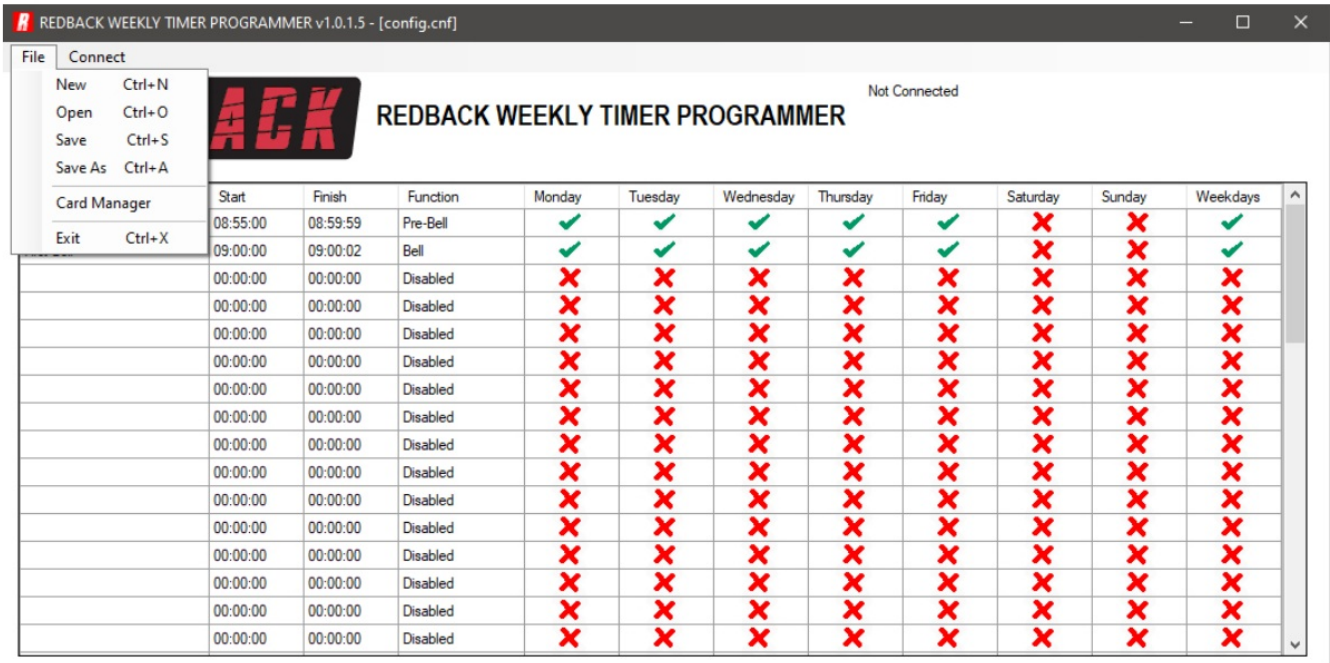 REDBACK WEEKLY TIMER PROGRAMMER v1.0.1.5 - [config.cnf]
File Connect
New Ctrl+N
Open Ctrl+O
Save Ctrl+S
Save As Ctrl+A
Card Manager
Exit Ctrl+X
ACK
REDBACK WEEKLY TIMER PROGRAMMER
Not Connected
Start Finish Function Monday Tuesday Wednesday Thursday Friday Saturday Sunday Weekdays
08:55:00 08:59:59 Pre-Bell
09:00:00 09:00:02 Bell
00:00:00 00:00:00 Disabled
00:00:00 00:00:00 Disabled
00:00:00 00:00:00 Disabled
00:00:00 00:00:00 Disabled
00:00:00 00:00:00 Disabled
00:00:00 00:00:00 Disabled
00:00:00 00:00:00 Disabled
00:00:00 00:00:00 Disabled
00:00:00 00:00:00 Disabled
00:00:00 00:00:00 Disabled
00:00:00 00:00:00 Disabled
00:00:00 00:00:00 Disabled
00:00:00 00:00:00 Disabled
00:00:00 00:00:00 Disabled